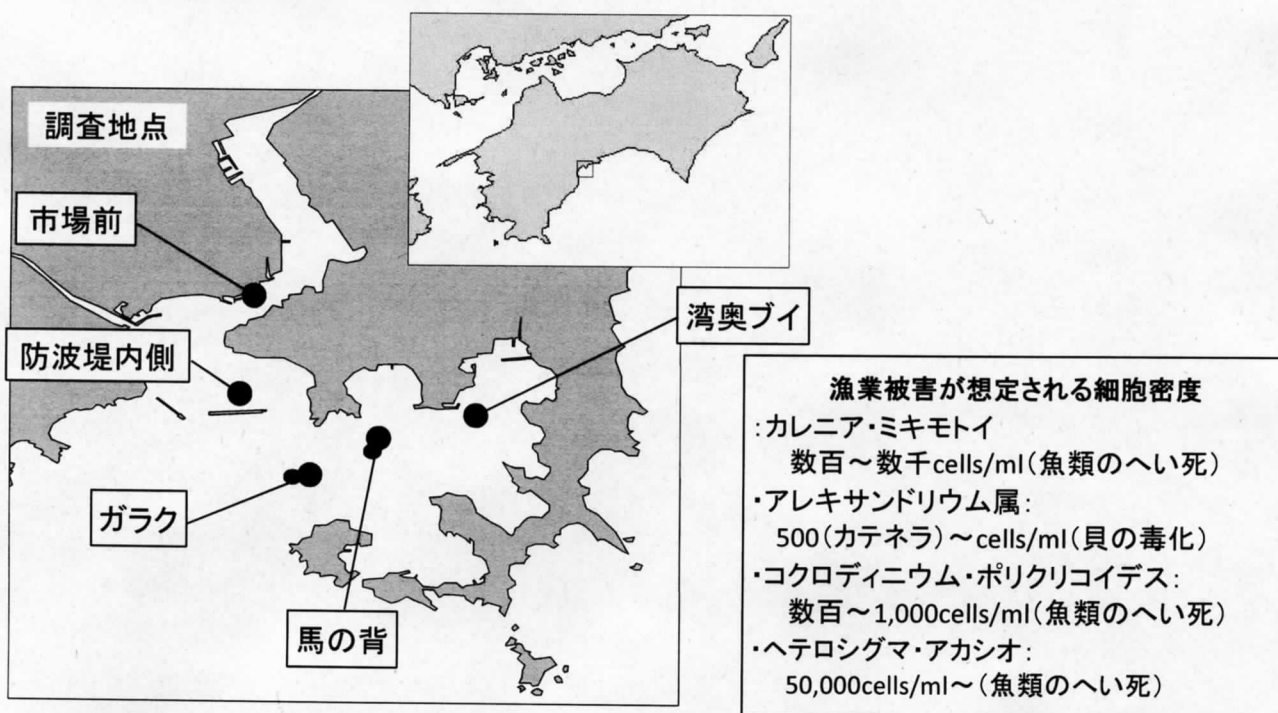 調査地点
市場前
湾奥ブイ
防波堤内側
ガラク
馬の背
漁業被害が想定される細胞密度
:カレニア・ミキモトイ
数百～数千cells/ml(魚類のへい死)
・アレキサンドリウム属:
500(カテネラ)～cells/ml(貝の毒化)
・コクロディニウム・ポリクリコイデス:
数百～1,000cells/ml(魚類のへい死)
・ヘテロシグマ・アカシオ:
50,000cells/ml～(魚類のへい死)